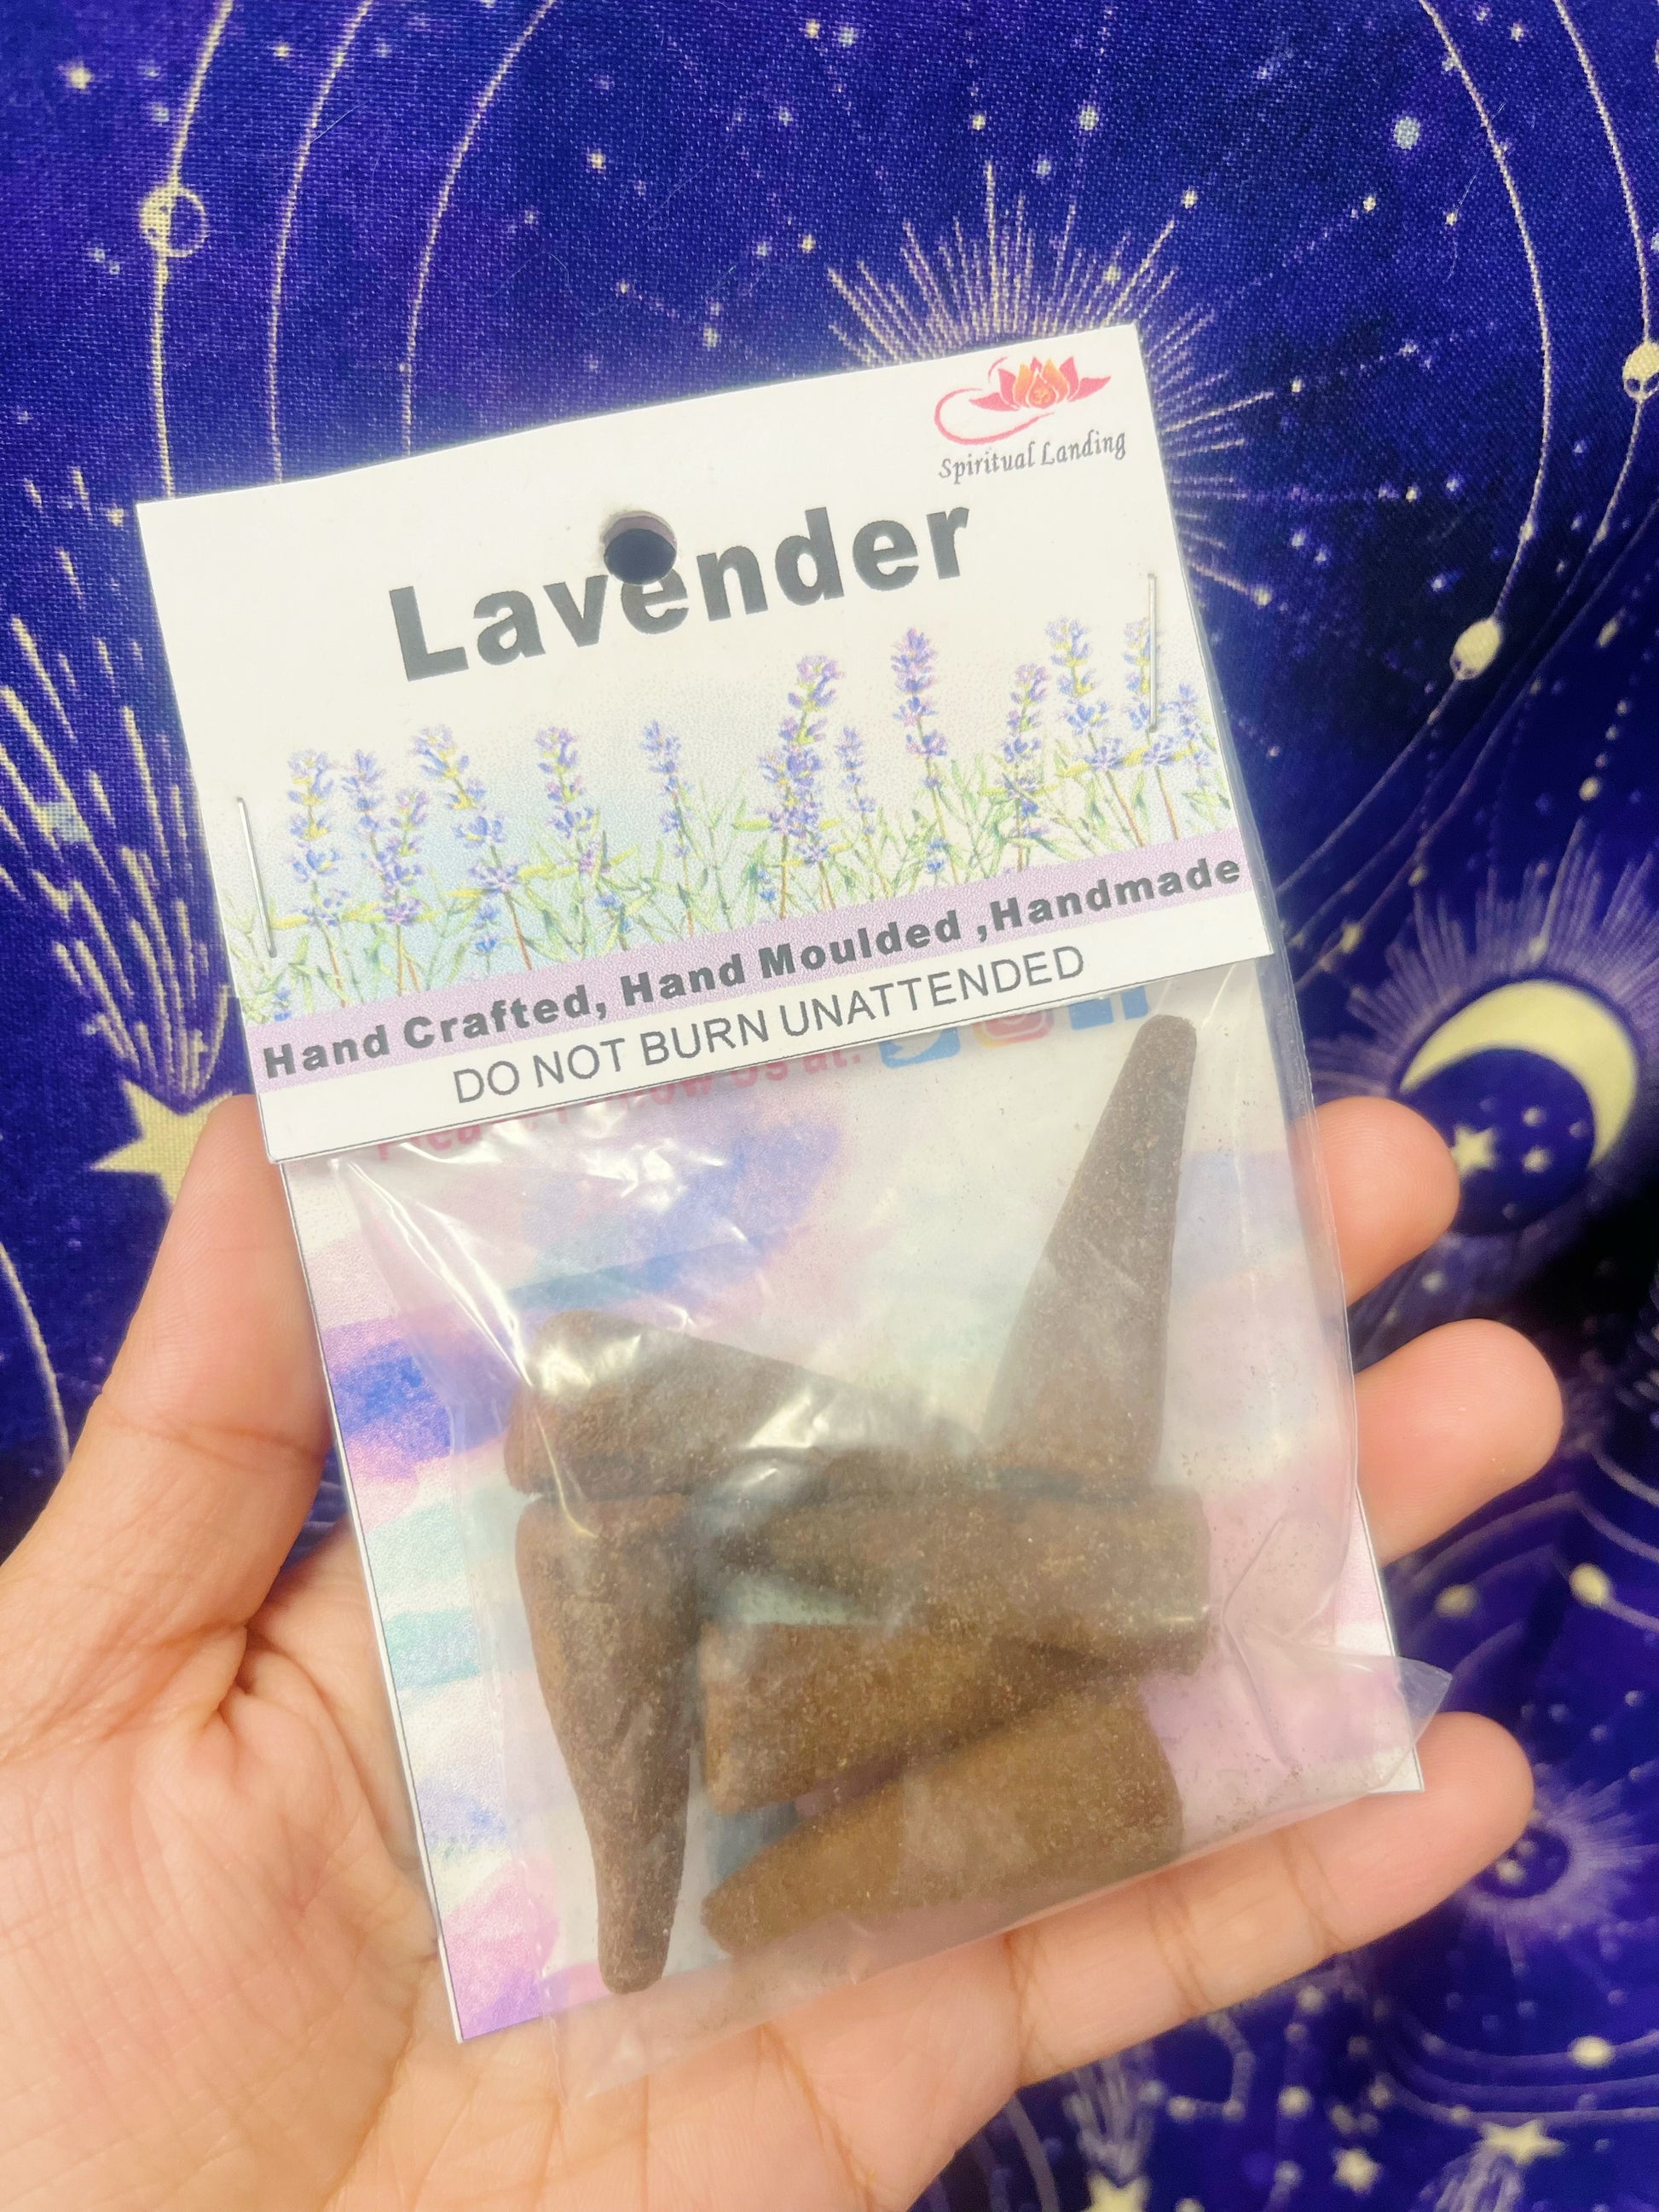 Spiritual Landing
Lavender
Hand Crafted, Hand Moulded ,Handmade
DO NOT BURN UNATTENDED